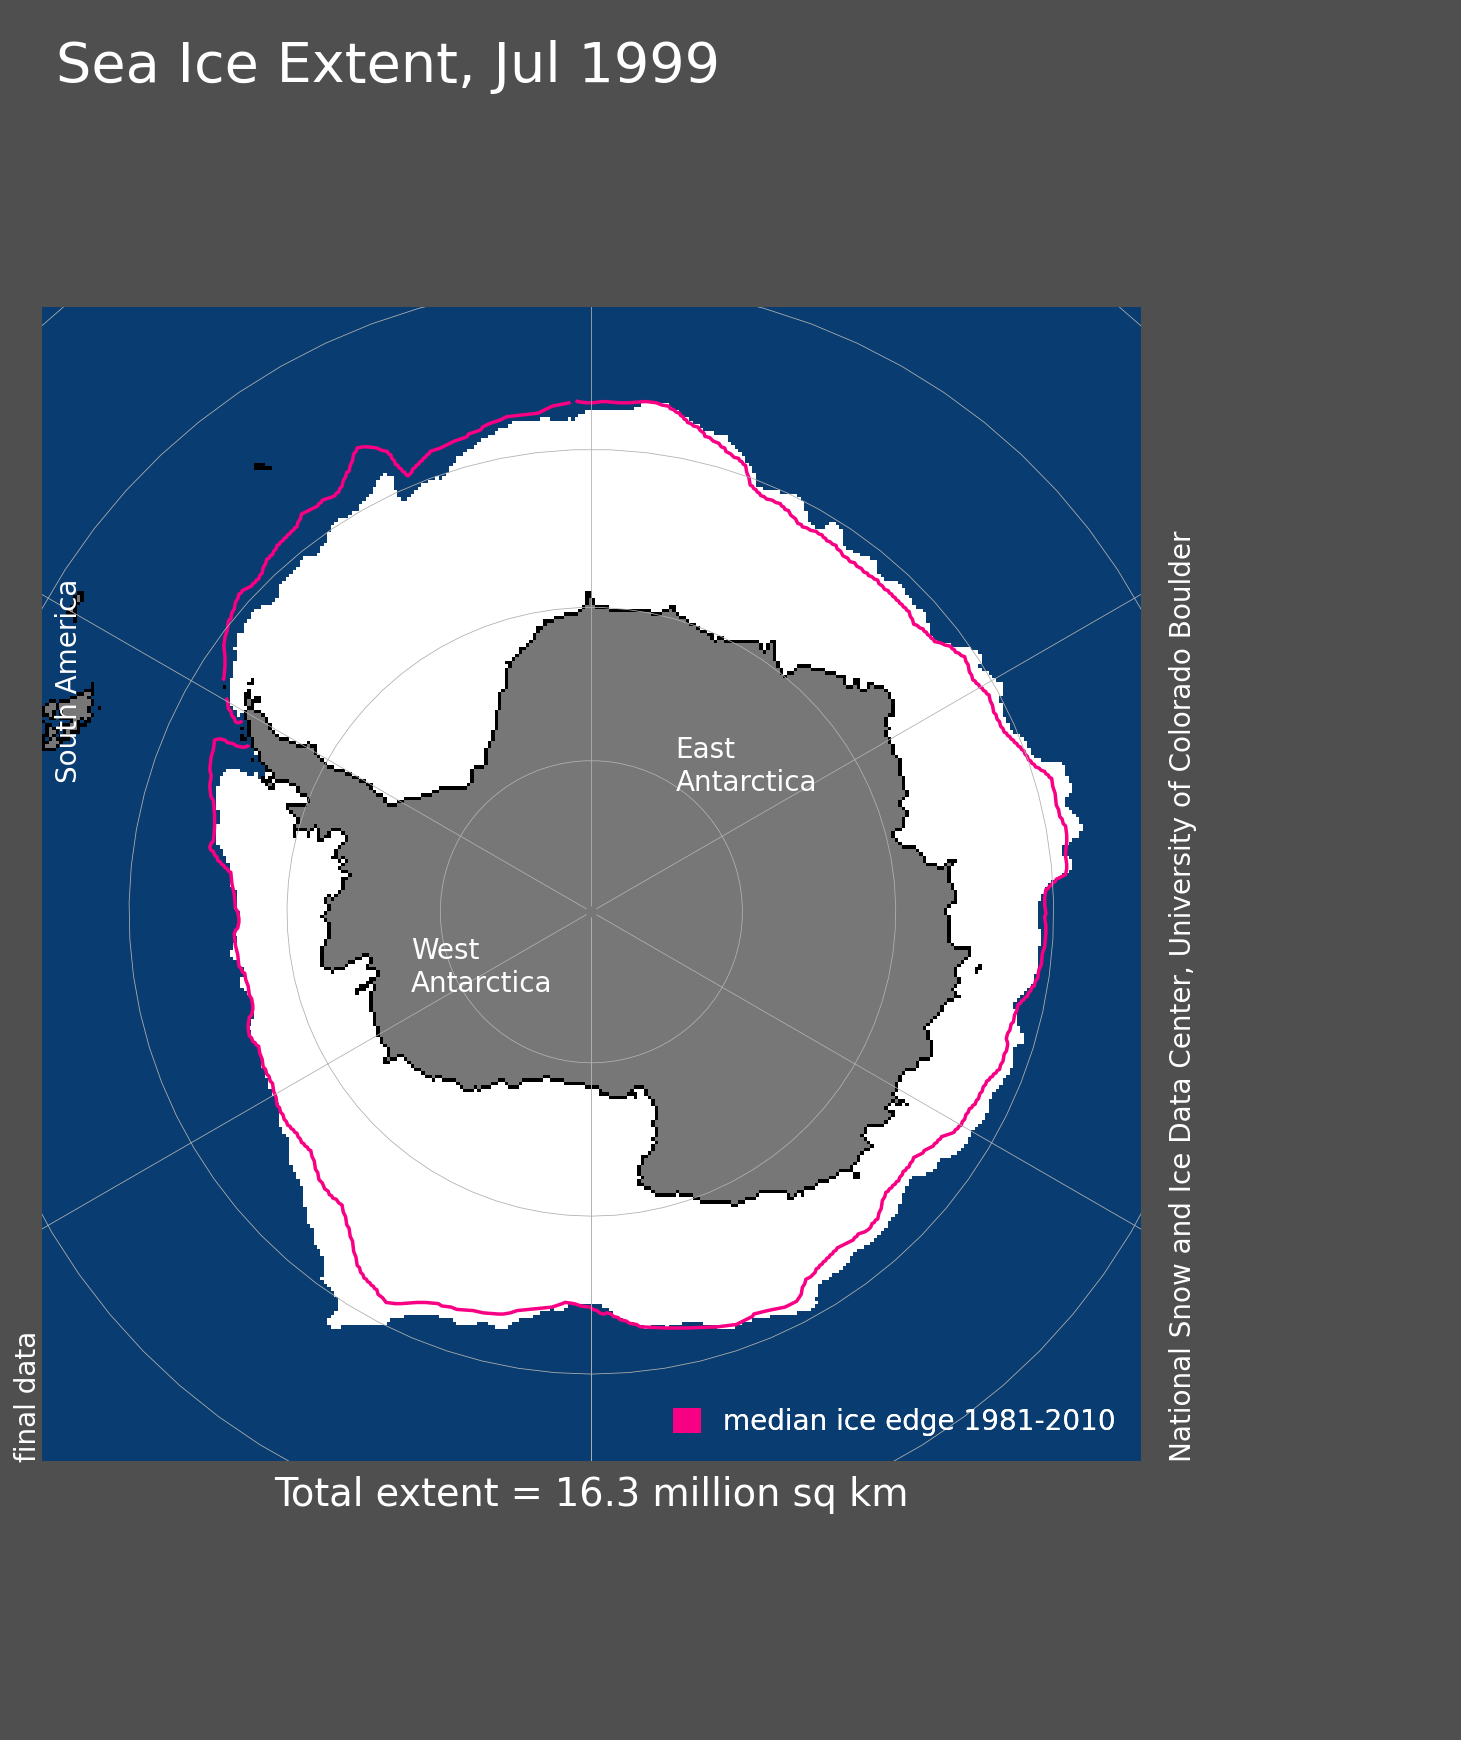 Sea Ice Extent, Jul 1999
South America
East
Antarctica
West
Antarctica
median ice edge 1981-2010
final data
National Snow and Ice Data Center, University of Colorado Boulder
Total extent = 16.3 million sq km